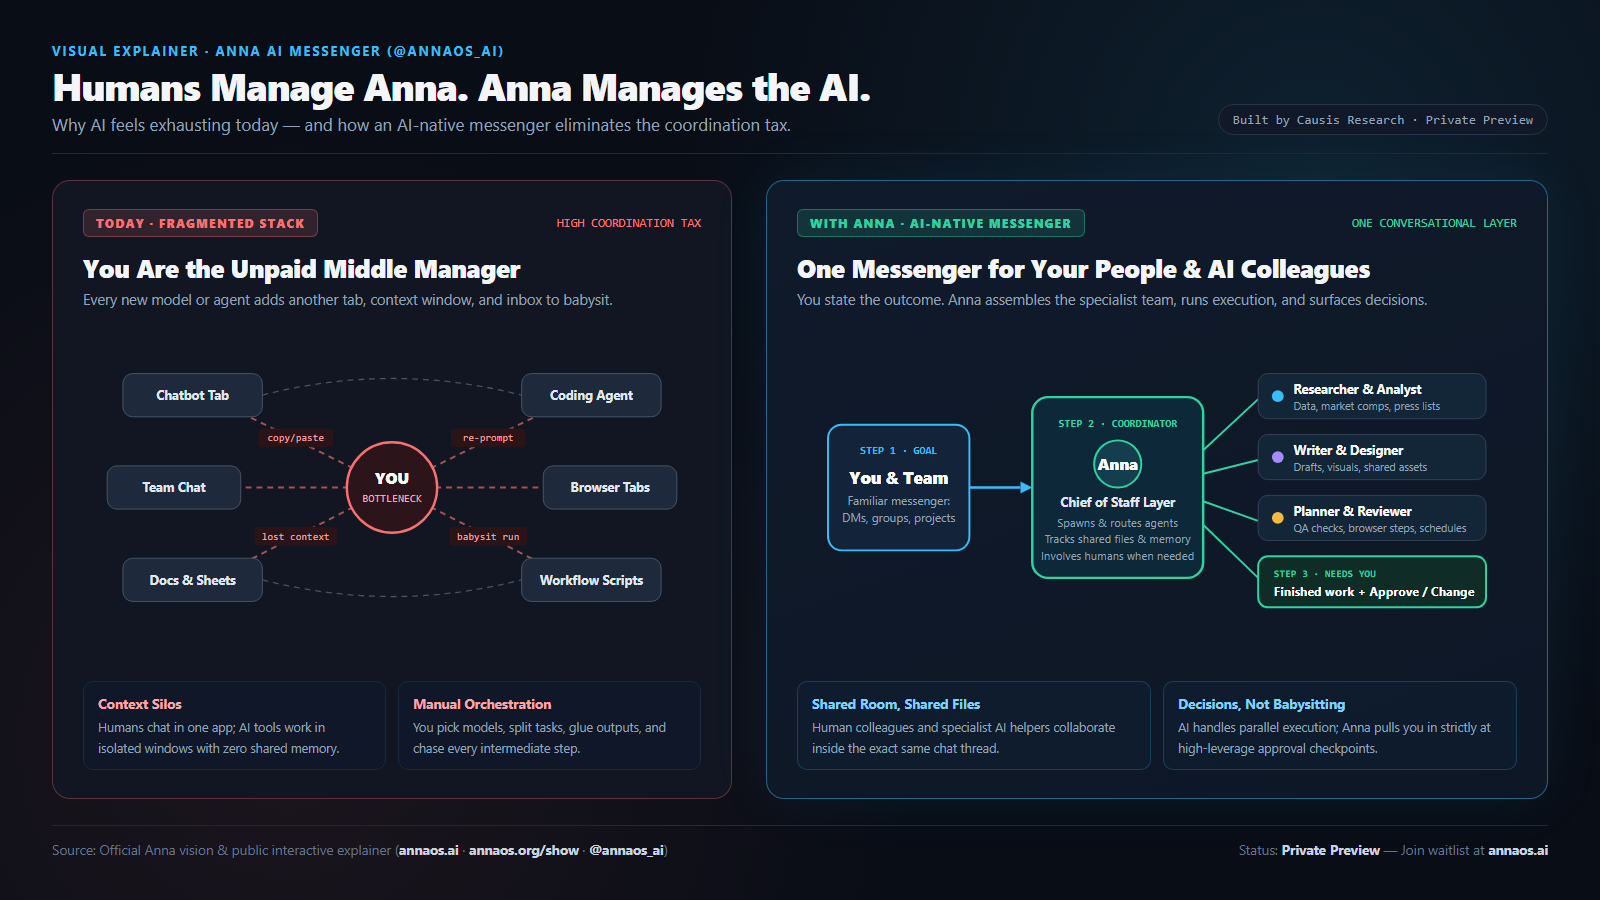 VISUAL EXPLAINER · ANNA AI MESSENGER (@ANNAOS_AI)
Humans Manage Anna. Anna Manages the AI.
Why AI feels exhausting today — and how an AI-native messenger eliminates the coordination tax.
Built by Causis Research · Private Preview
TODAY · FRAGMENTED STACK
HIGH COORDINATION TAX
You Are the Unpaid Middle Manager
Every new model or agent adds another tab, context window, and inbox to babysit.
Chatbot Tab
Coding Agent
copy/paste
re-prompt
Team Chat
YOU
BOTTLENECK
Browser Tabs
lost context
babysit run
Docs & Sheets
Workflow Scripts
Context Silos
Humans chat in one app; AI tools work in
isolated windows with zero shared memory.
Manual Orchestration
You pick models, split tasks, glue outputs, and
chase every intermediate step.
WITH ANNA · AI-NATIVE MESSENGER
ONE CONVERSATIONAL LAYER
One Messenger for Your People & AI Colleagues
You state the outcome. Anna assembles the specialist team, runs execution, and surfaces decisions.
STEP 1 · GOAL
You & Team
Familiar messenger:
DMs, groups, projects
STEP 2 · COORDINATOR
Anna
Chief of Staff Layer
Spawns & routes agents
Tracks shared files & memory
Involves humans when needed
Researcher & Analyst
Data, market comps, press lists
Writer & Designer
Drafts, visuals, shared assets
Planner & Reviewer
QA checks, browser steps, schedules
STEP 3 · NEEDS YOU
Finished work + Approve / Change
Shared Room, Shared Files
Human colleagues and specialist AI helpers collaborate
inside the exact same chat thread.
Decisions, Not Babysitting
AI handles parallel execution; Anna pulls you in strictly at
high-leverage approval checkpoints.
Source: Official Anna vision & public interactive explainer (annaos.ai · annaos.org/show · @annaos_ai)
Status: Private Preview — Join waitlist at annaos.ai